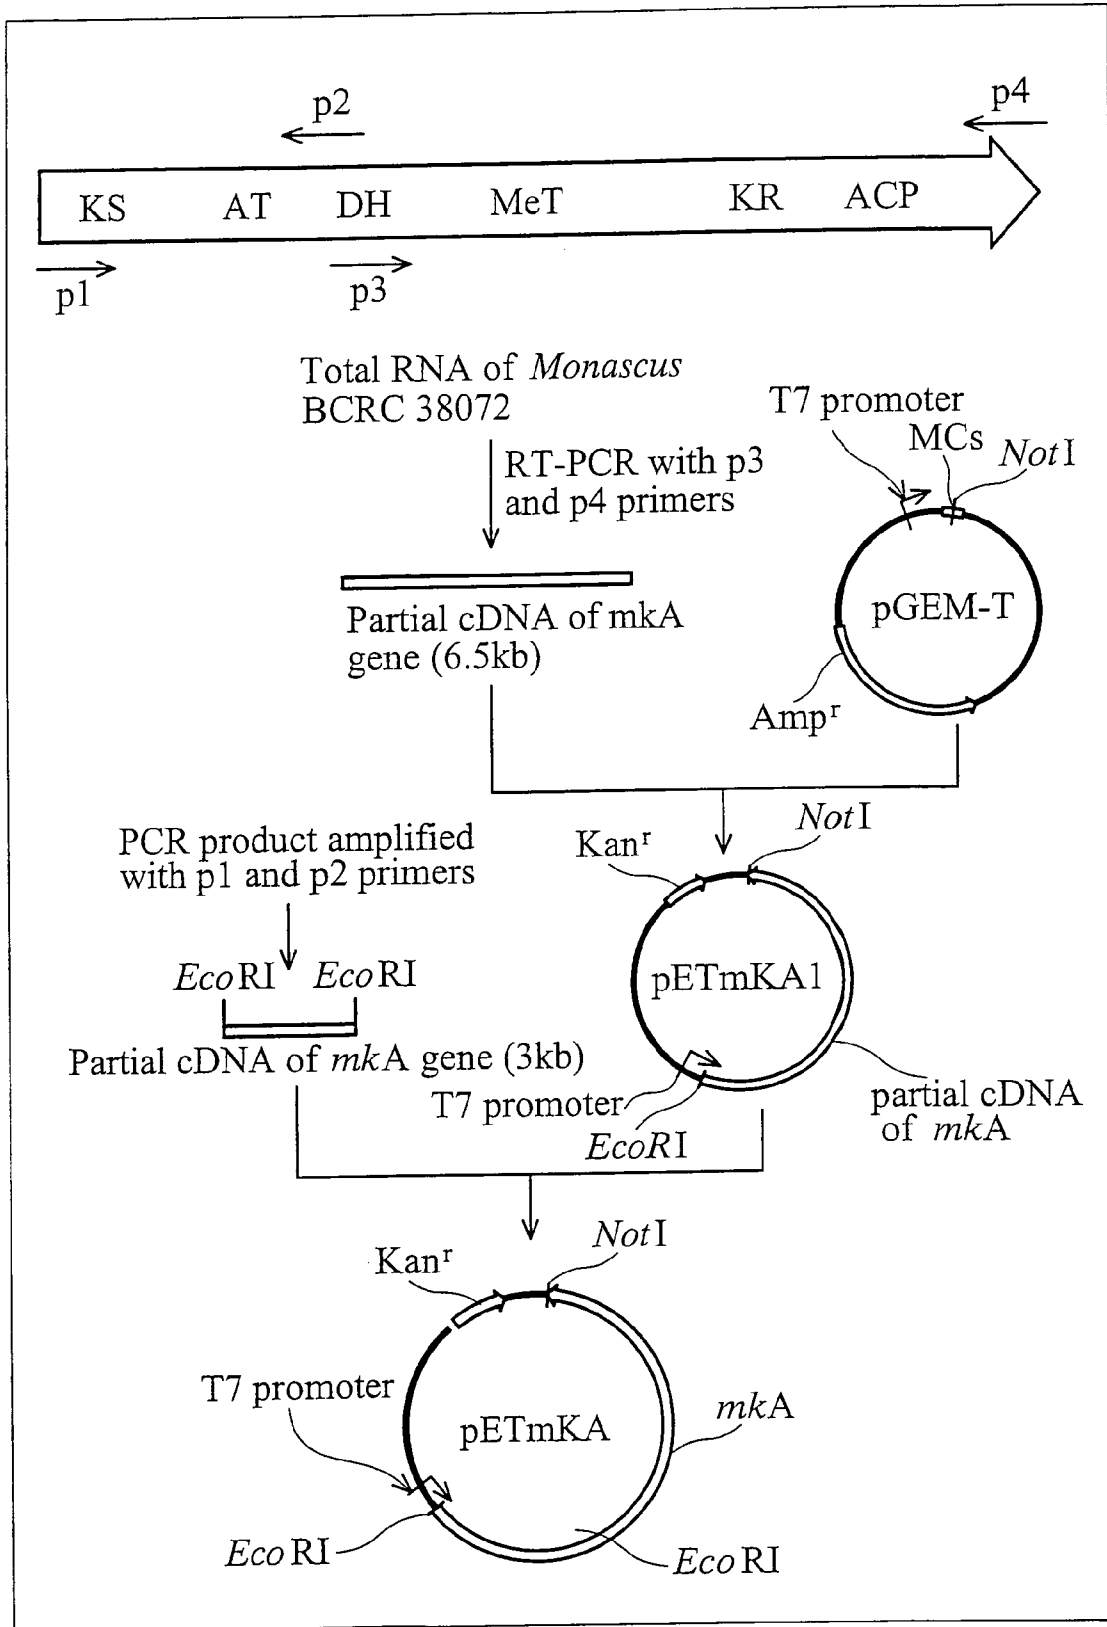 p2
p4
KS AT DH MeT KR ACP
p1
p3
Total RNA of Monascus
BCRC 38072
RT-PCR with p3
and p4 primers
T7 promoter
MCs
NotI
pGEM-T
Ampr
Partial cDNA of mkA
gene (6.5kb)
PCR product amplified
with p1 and p2 primers
EcoRI EcoRI
Partial cDNA of mkA gene (3kb)
Kanr
NotI
pETmKA1
T7 promoter
EcoRI
partial cDNA
of mkA
Kanr
NotI
T7 promoter
pETmKA
mkA
EcoRI
EcoRI